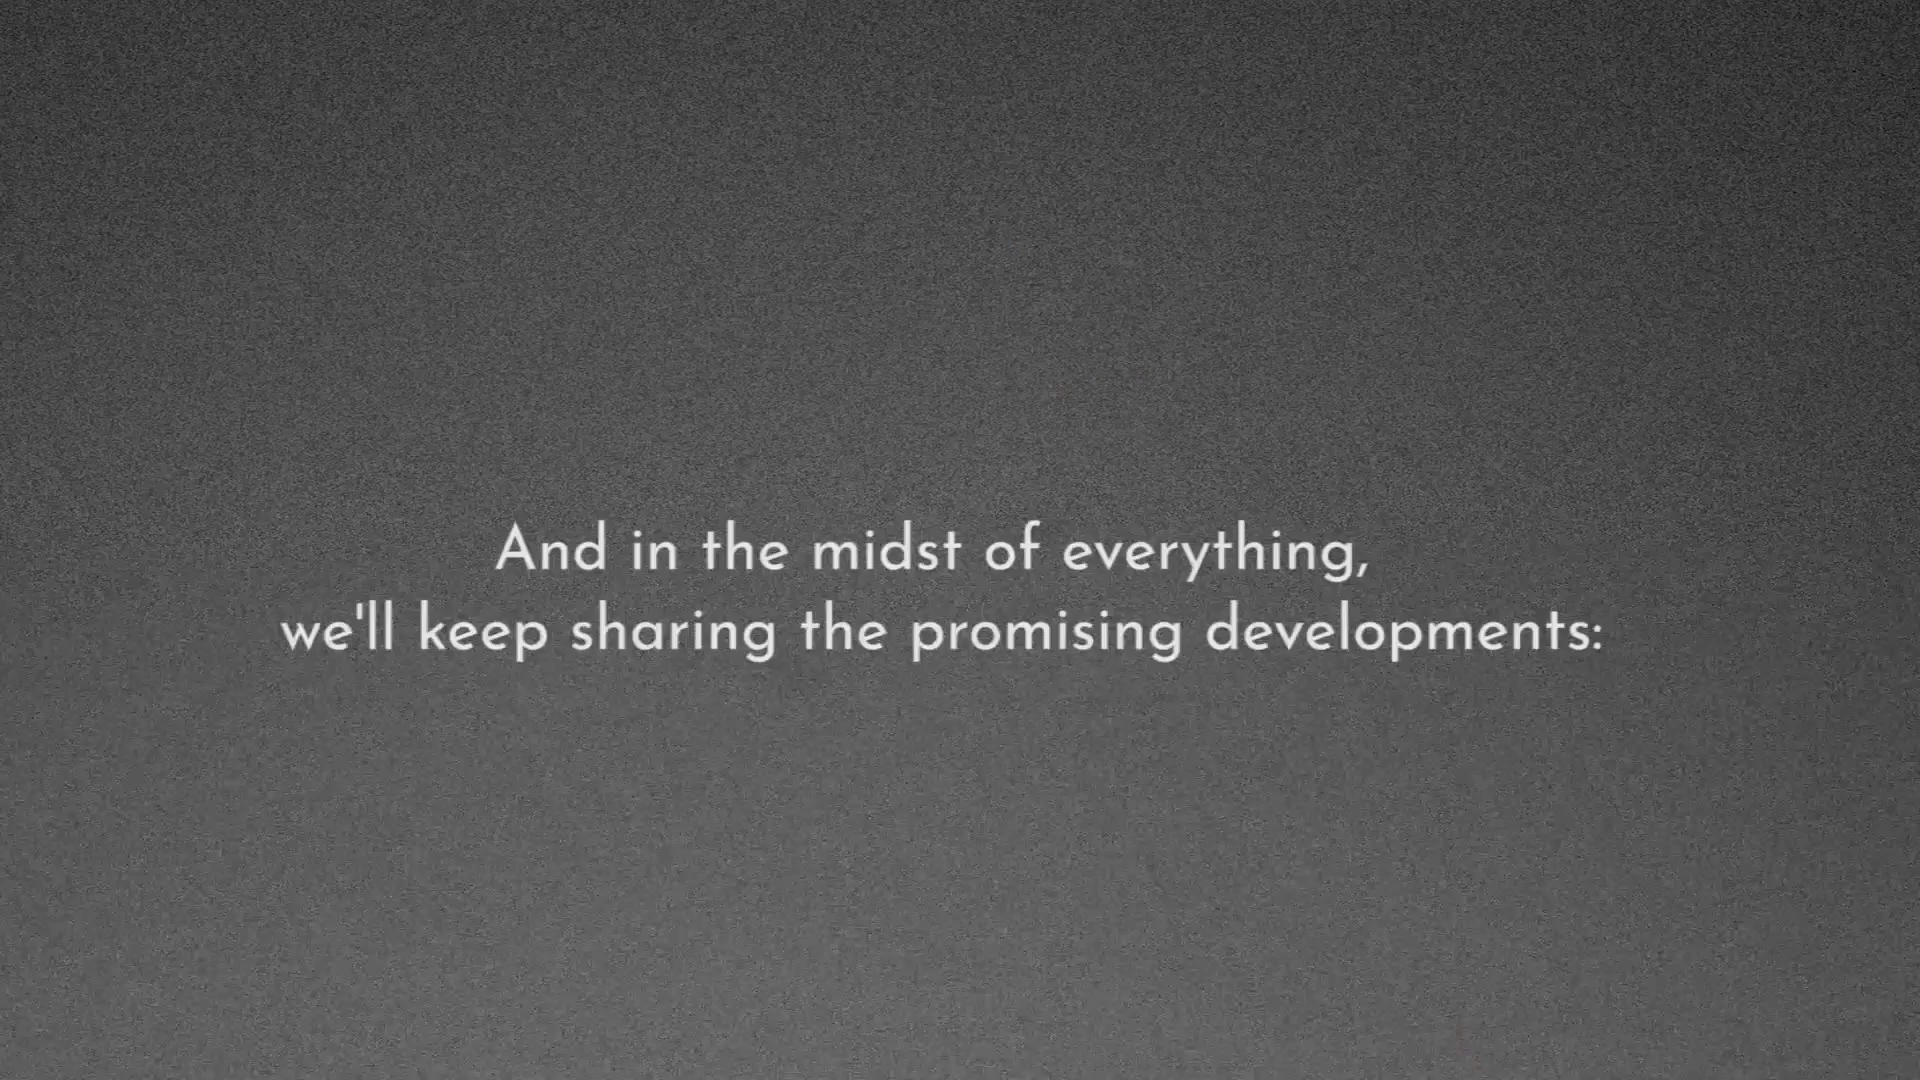 And in the midst of everything,
we'll keep sharing the promising developments: